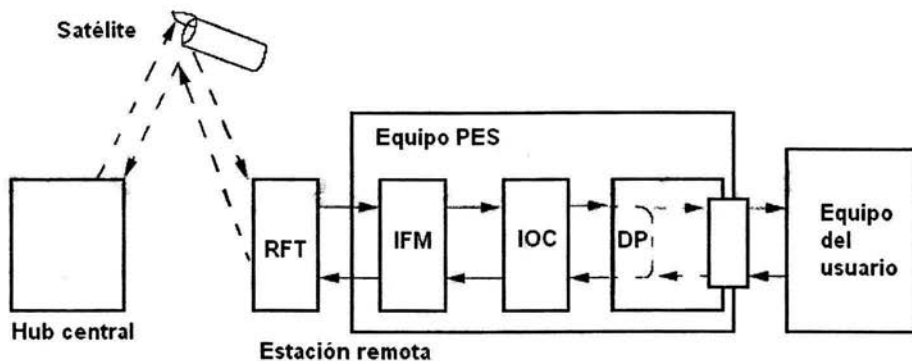 Satélite
Equipo PES
RFT
IFM
IOC
DP
Equipo
del
usuario
Hub central
Estación remota